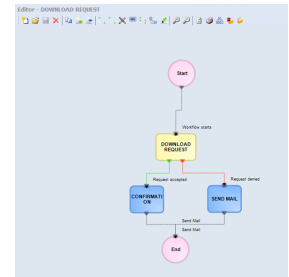 Editor - DOWNLOAD REQUEST
Start
Workflow starts
DOWNLOAD
REQUEST
Request accepted
Request denied
CONFIRMATI
ON
SEND MAIL
Send Mail
Send Mail
End